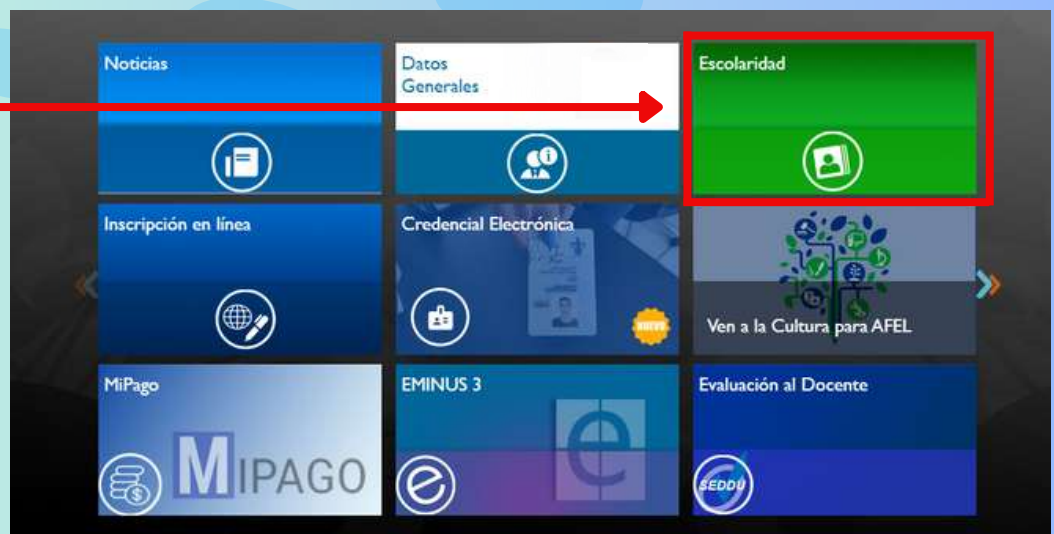 Noticias
Datos
Generales
Escolaridad
Inscripción en línea
Credencial Electrónica
NUEVO
Ven a la Cultura para AFEL
MiPago
MIPAGO
EMINUS 3
e
e
Evaluación al Docente
SEDDU